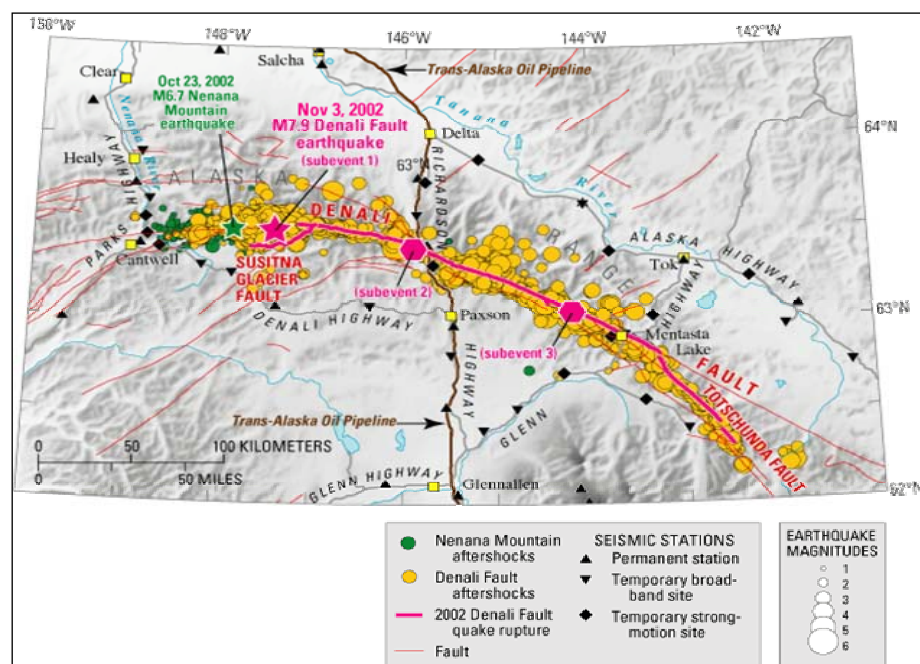 150°W
148°W
146°W
144°W
142°W
Salcha
Clear
Trans-Alaska Oil Pipeline
Oct 23, 2002
M6.7 Nenana
Mountain
earthquake
Nov 3, 2002
M7.9 Denali Fault
earthquake
(subevent 1)
Nenana River
Tanana River
Delta
64°N
63°N
Healy
PARKS HIGHWAY
ALASKA RANGE
RICHARDSON HIGHWAY
DENALI FAULT
Cantwell
SUSITNA
GLACIER
FAULT
(subevent 2)
ALASKA HIGHWAY
Tok
HIGHWAY
DENALI HIGHWAY
Paxson
63°N
(subevent 3)
Mentasta
Lake
TOTSCHUNDA FAULT
Trans-Alaska Oil Pipeline
GLENN
0 50 100 KILOMETERS
0 50 MILES
GLENN HIGHWAY
Glennallen
62°N
Nenana Mountain
aftershocks
Denali Fault
aftershocks
2002 Denali Fault
quake rupture
Fault
SEISMIC STATIONS
Permanent station
Temporary broad-
band site
Temporary strong-
motion site
EARTHQUAKE
MAGNITUDES
1
2
3
4
5
6